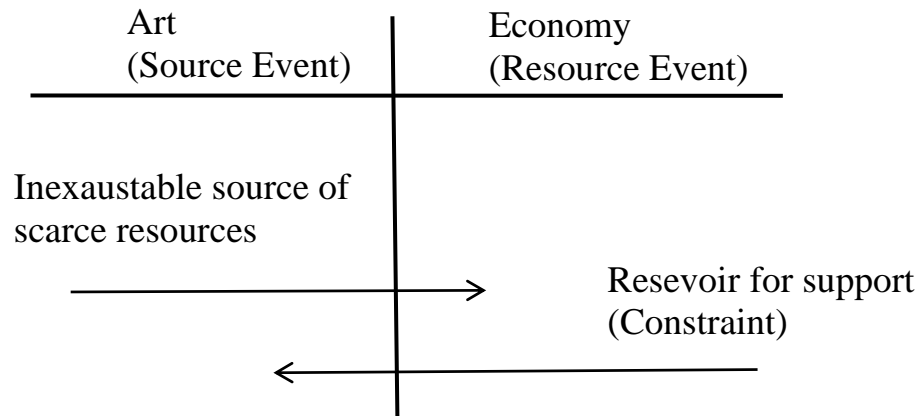 Art
(Source Event)
Economy
(Resource Event)
Inexaustable source of
scarce resources
Resevoir for support
(Constraint)